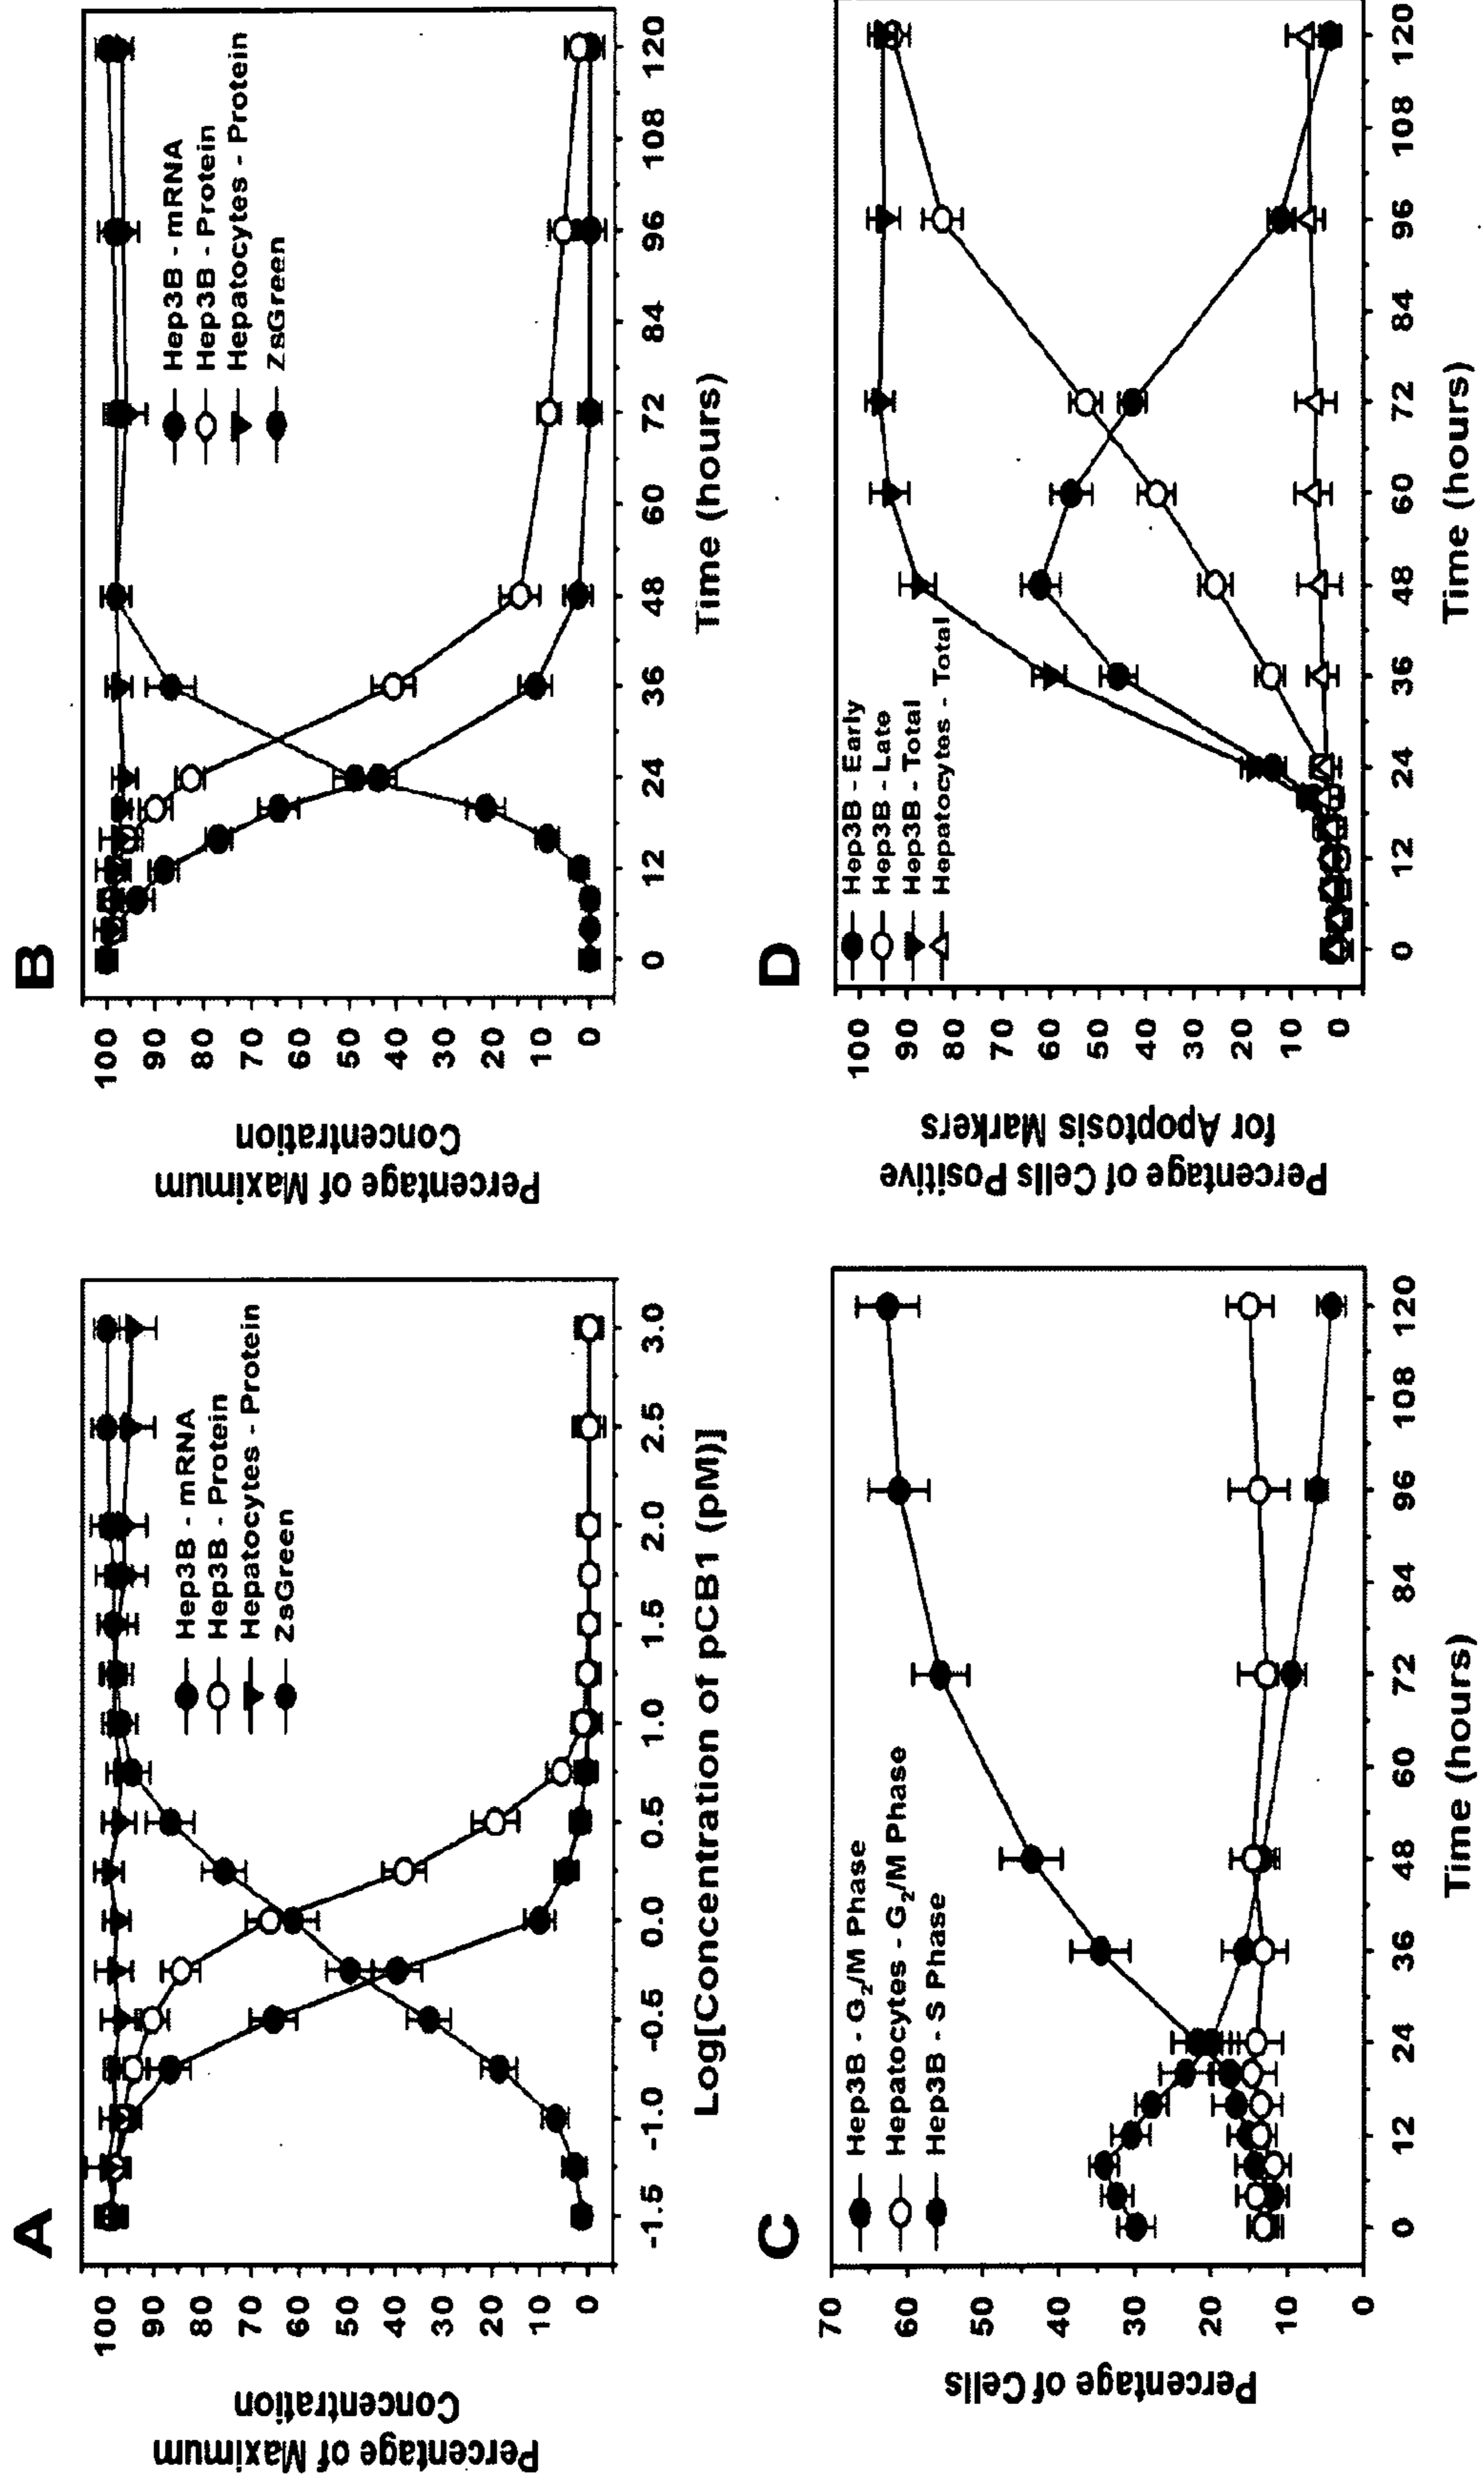 A
Percentage of Maximum
Concentration
100
90
80
70
60
50
40
30
20
10
0
Hep3B - mRNA
Hep3B - Protein
Hepatocytes - Protein
ZsGreen
-1.5 -1.0 -0.5 0.0 0.5 1.0 1.5 2.0 2.5 3.0
Log[Concentration of pCB1 (pM)]
B
Percentage of Maximum
Concentration
100
90
80
70
60
50
40
30
20
10
0
Hep3B - mRNA
Hep3B - Protein
Hepatocytes - Protein
ZsGreen
0 12 24 36 48 60 72 84 96 108 120
Time (hours)
C
Percentage of Cells
70
60
50
40
30
20
10
0
Hep3B - G2/M Phase
Hepatocytes - G2/M Phase
Hep3B - S Phase
0 12 24 36 48 60 72 84 96 108 120
Time (hours)
D
Percentage of Cells Positive
for Apoptosis Markers
100
90
80
70
60
50
40
30
20
10
0
Hep3B - Early
Hep3B - Late
Hep3B - Total
Hepatocytes - Total
0 12 24 36 48 60 72 84 96 108 120
Time (hours)